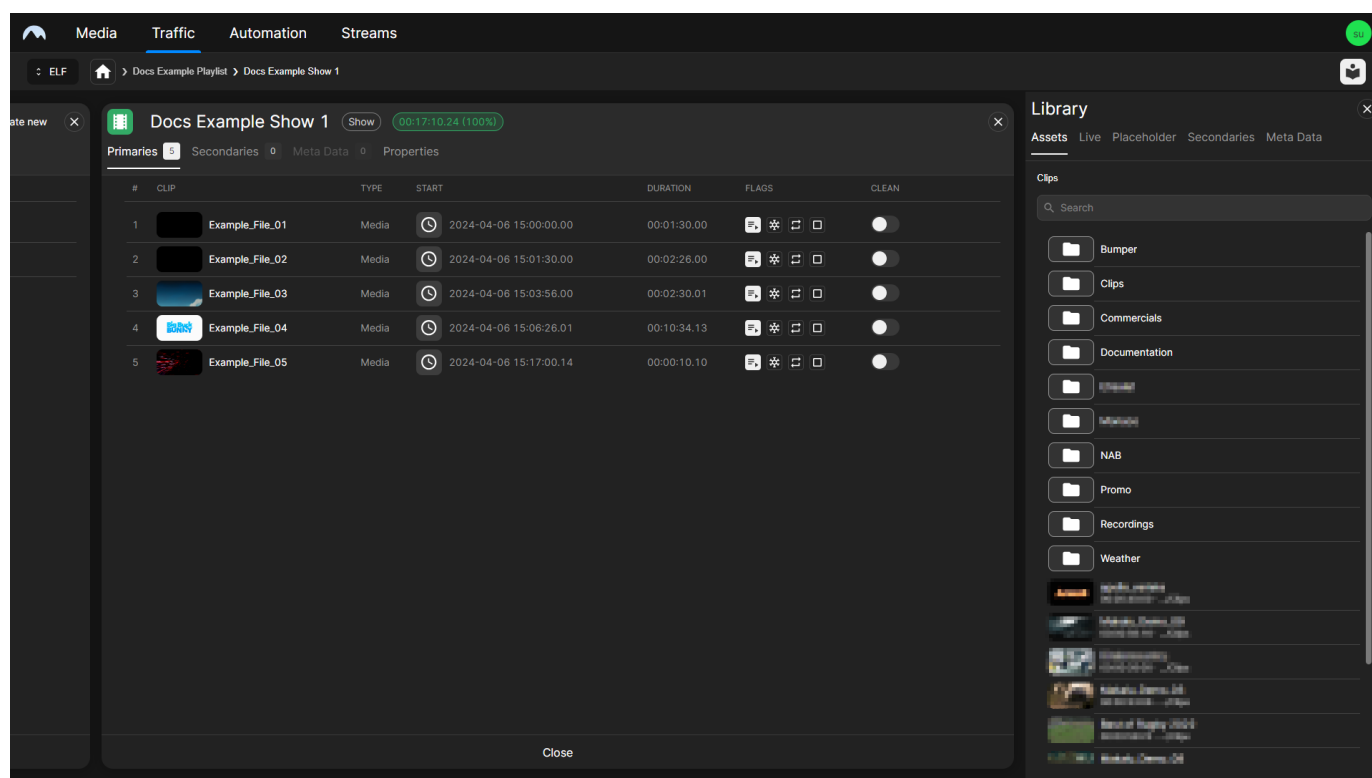 Media Traffic Automation Streams
SU
ELF Docs Example Playlist Docs Example Show 1
ate new
Docs Example Show 1 Show 00:17:10.24 (100%)
Primaries 5 Secondaries 0 Meta Data 0 Properties
# CLIP TYPE START DURATION FLAGS CLEAN
1 Example_File_01 Media 2024-04-06 15:00:00.00 00:01:30.00
2 Example_File_02 Media 2024-04-06 15:01:30.00 00:02:26.00
3 Example_File_03 Media 2024-04-06 15:03:56.00 00:02:30.01
4 BIG BUCK BUNNY Example_File_04 Media 2024-04-06 15:06:26.01 00:10:34.13
5 Example_File_05 Media 2024-04-06 15:17:00.14 00:00:10.10
Close
Library
Assets Live Placeholder Secondaries Meta Data
Clips
Search
Bumper
Clips
Commercials
Documentation
NAB
Promo
Recordings
Weather